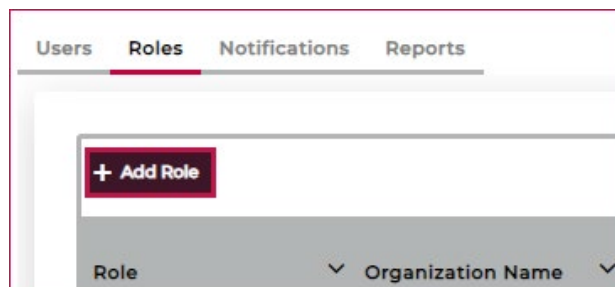 Users Roles Notifications Reports
+ Add Role
Role Organization Name